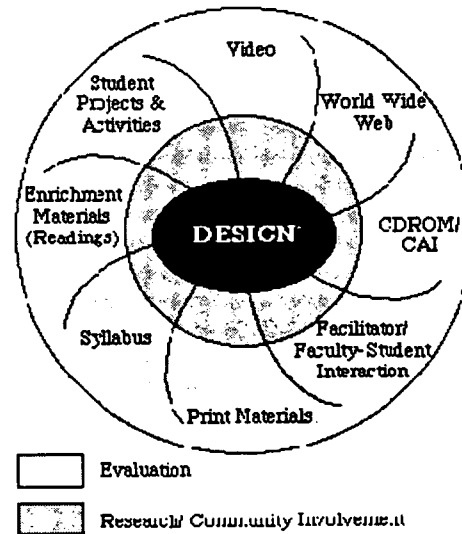 Video
World Wide
Web
CDROM/
CAI
Facilitator/
Faculty-Student
Interaction
Print Materials
Syllabus
Enrichment
Materials
(Readings)
Student
Projects &
Activities
DESIGN
Evaluation
Research/ Community Involvement